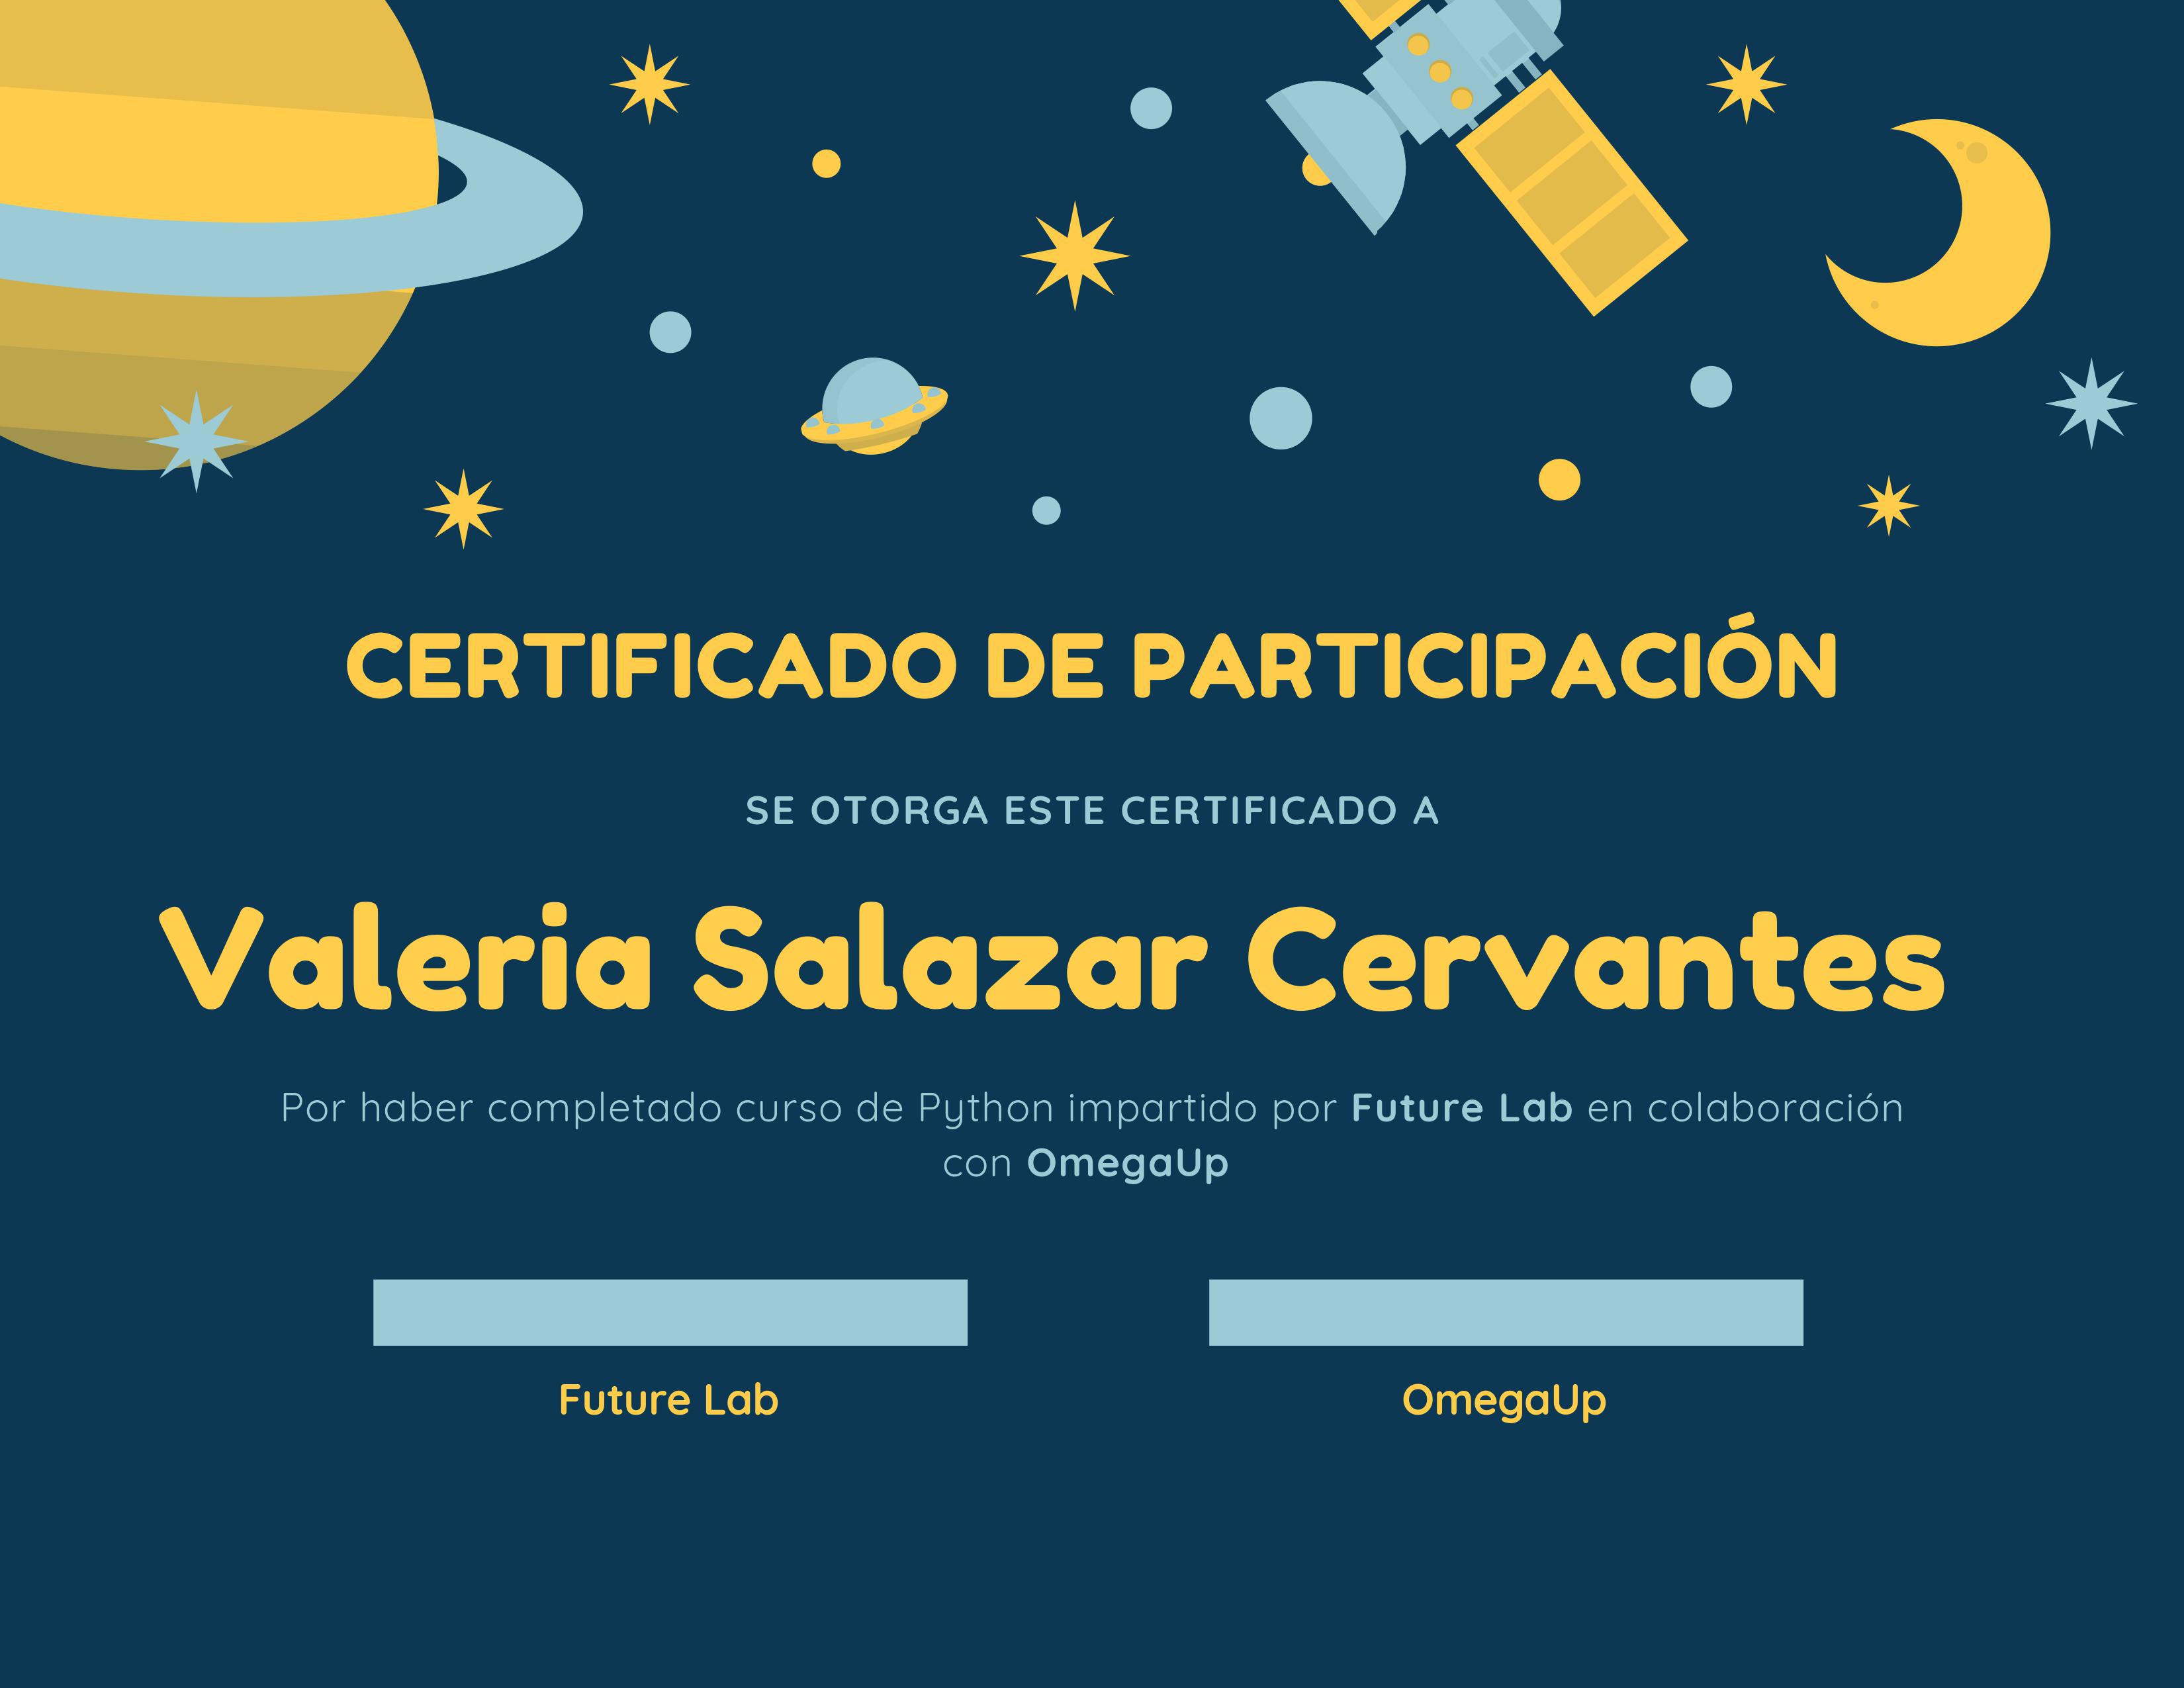 CERTIFICADO DE PARTICIPACIÓN
SE OTORGA ESTE CERTIFICADO A
Valeria Salazar Cervantes
Por haber completado curso de Python impartido por Future Lab en colaboración
con OmegaUp
Future Lab
OmegaUp